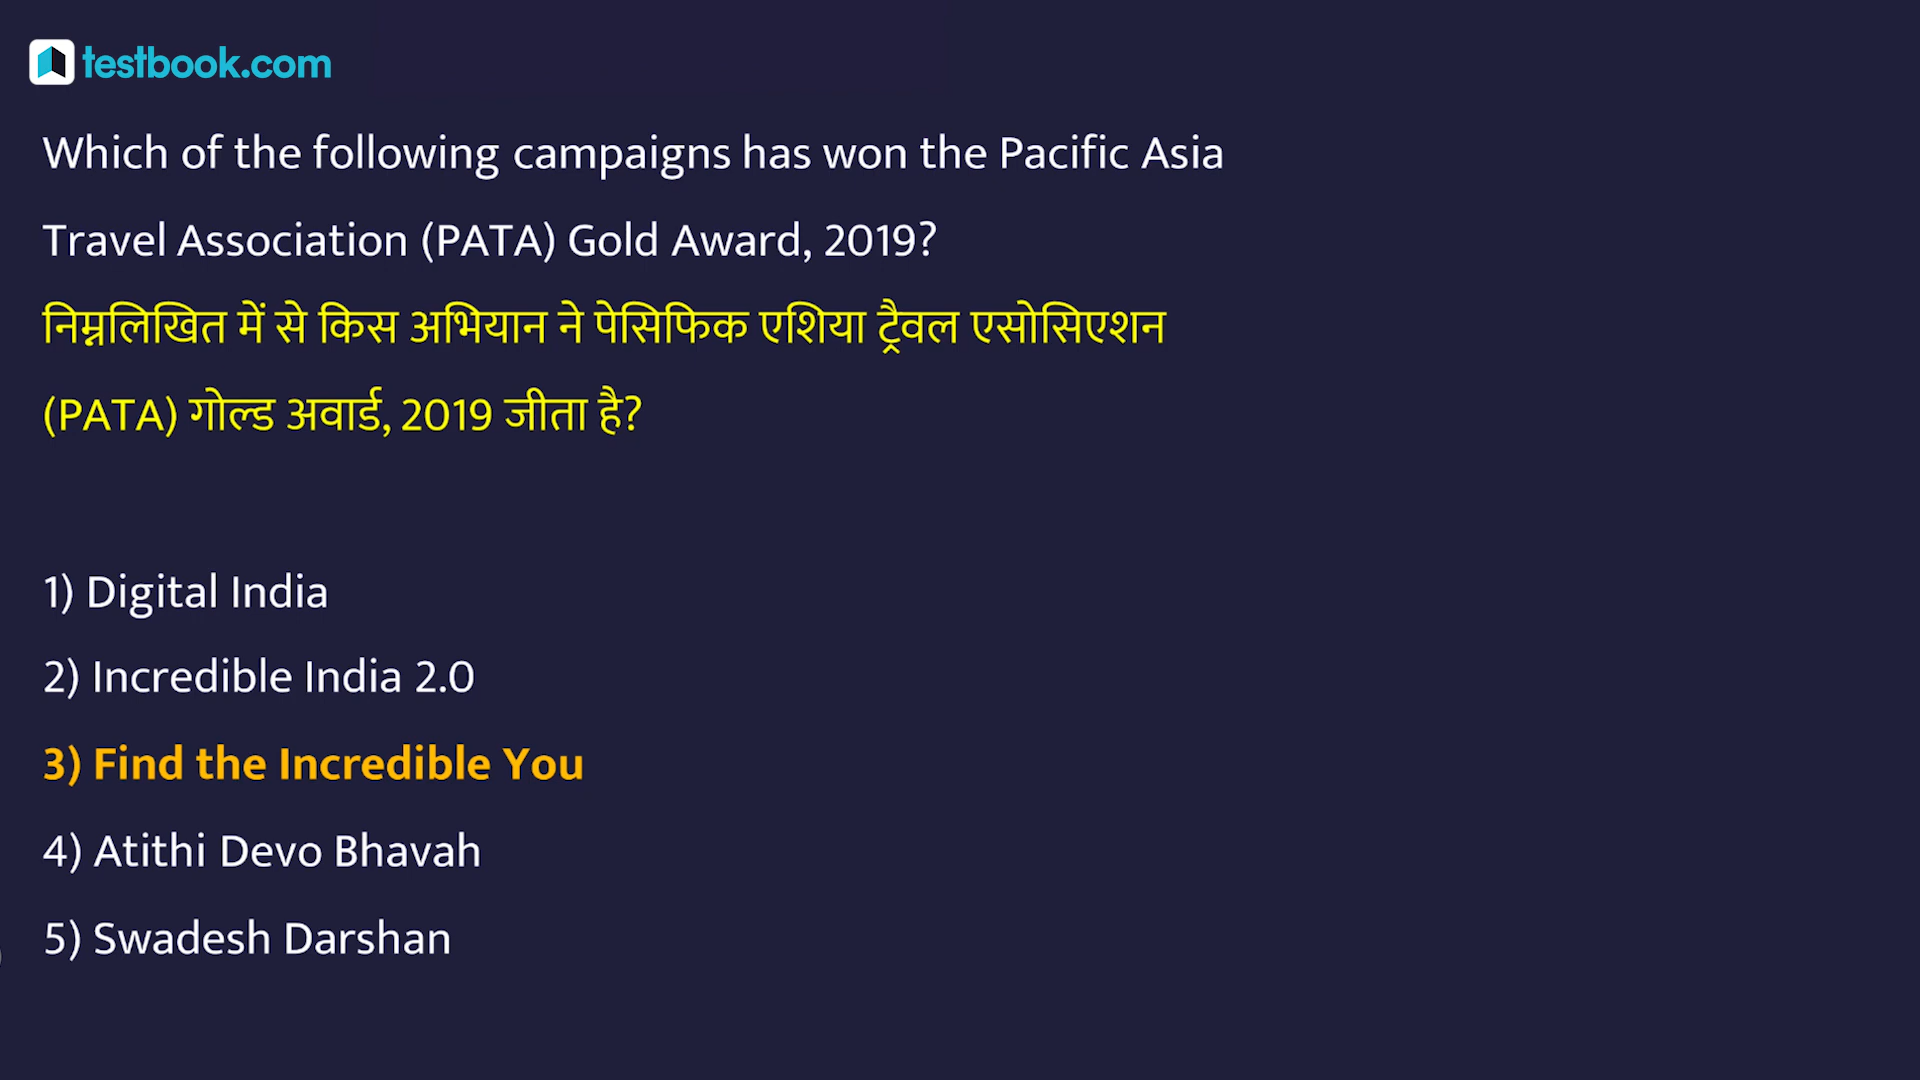 testbook.com
Which of the following campaigns has won the Pacific Asia
Travel Association (PATA) Gold Award, 2019?
निम्नलिखित में से किस अभियान ने पेसिफिक एशिया ट्रैवल एसोसिएशन
(PATA) गोल्ड अवार्ड, 2019 जीता है?
1) Digital India
2) Incredible India 2.0
3) Find the Incredible You
4) Atithi Devo Bhavah
5) Swadesh Darshan